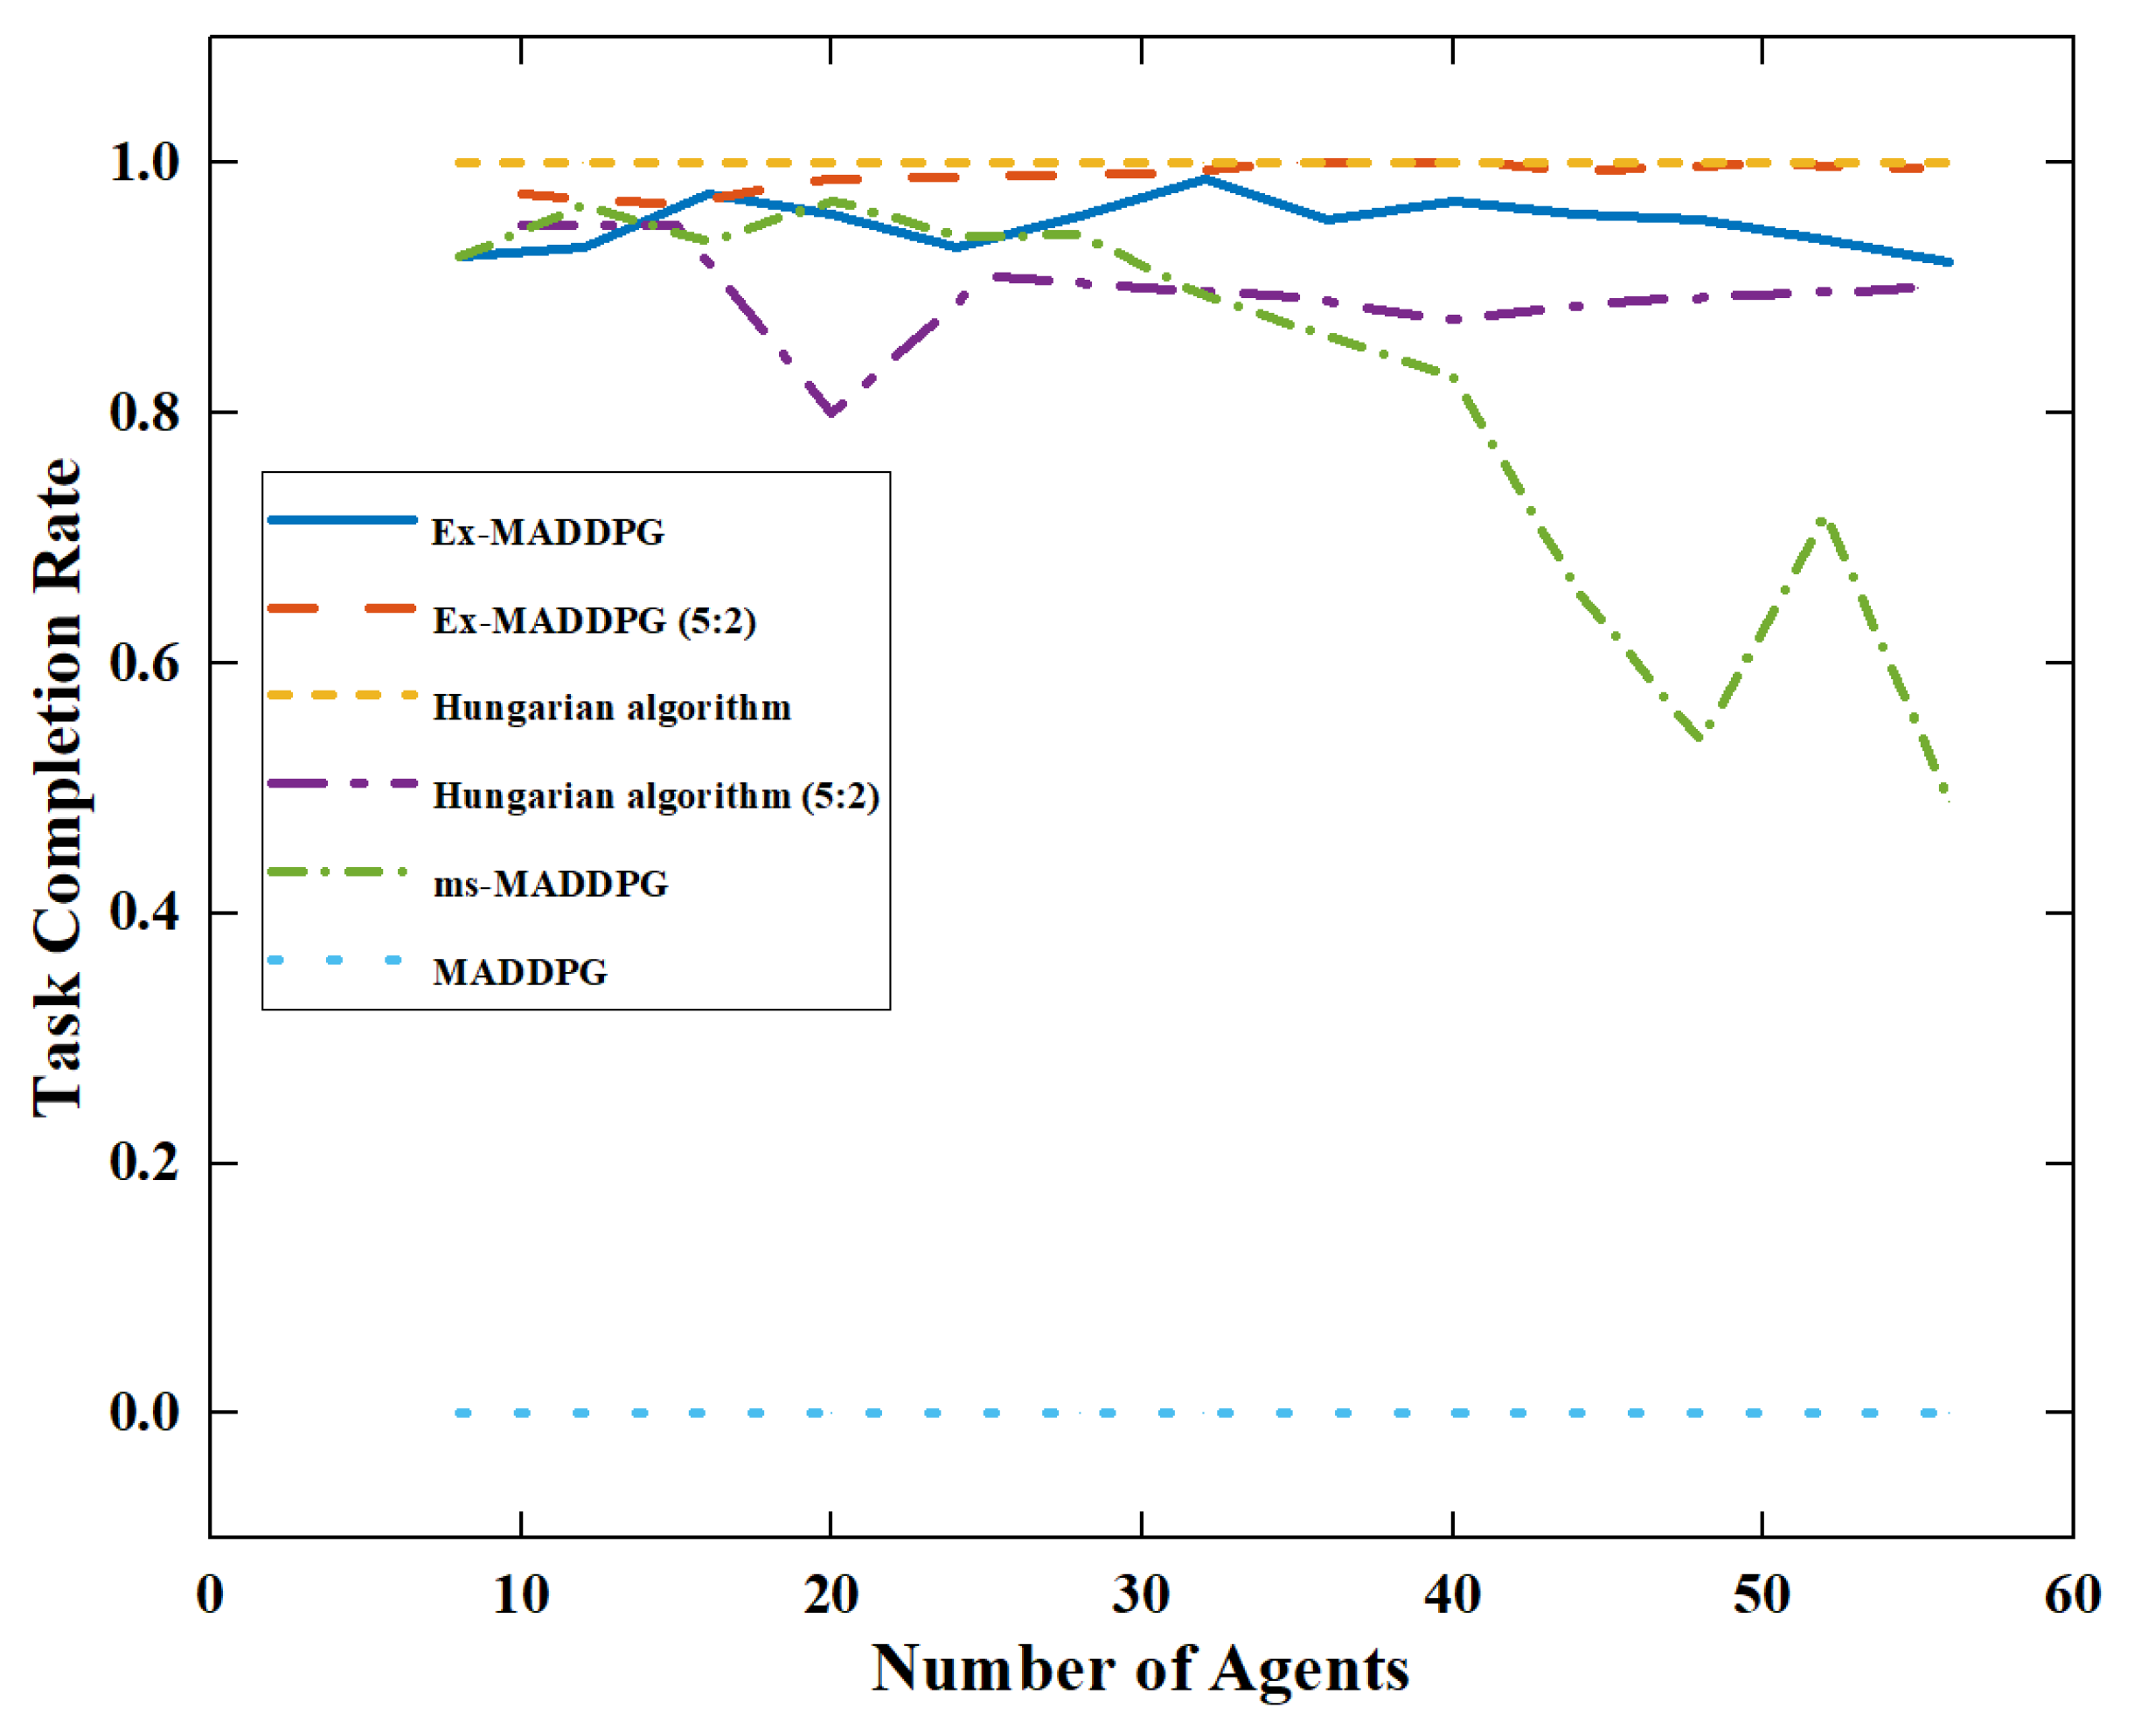 1.0
0.8
0.6
0.4
0.2
0.0
Task Completion Rate
Ex-MADDPG
Ex-MADDPG (5:2)
Hungarian algorithm
Hungarian algorithm (5:2)
ms-MADDPG
MADDPG
0 10 20 30 40 50 60
Number of Agents